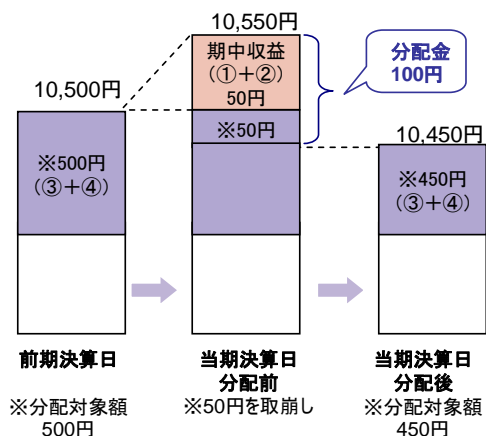 10,550円
期中収益
(①+②)
50円
分配金
100円
10,500円
※50円
10,450円
※500円
(③+④)
※450円
(③+④)
前期決算日
当期決算日
分配前
当期決算日
分配後
※分配対象額
500円
※50円を取崩し
※分配対象額
450円